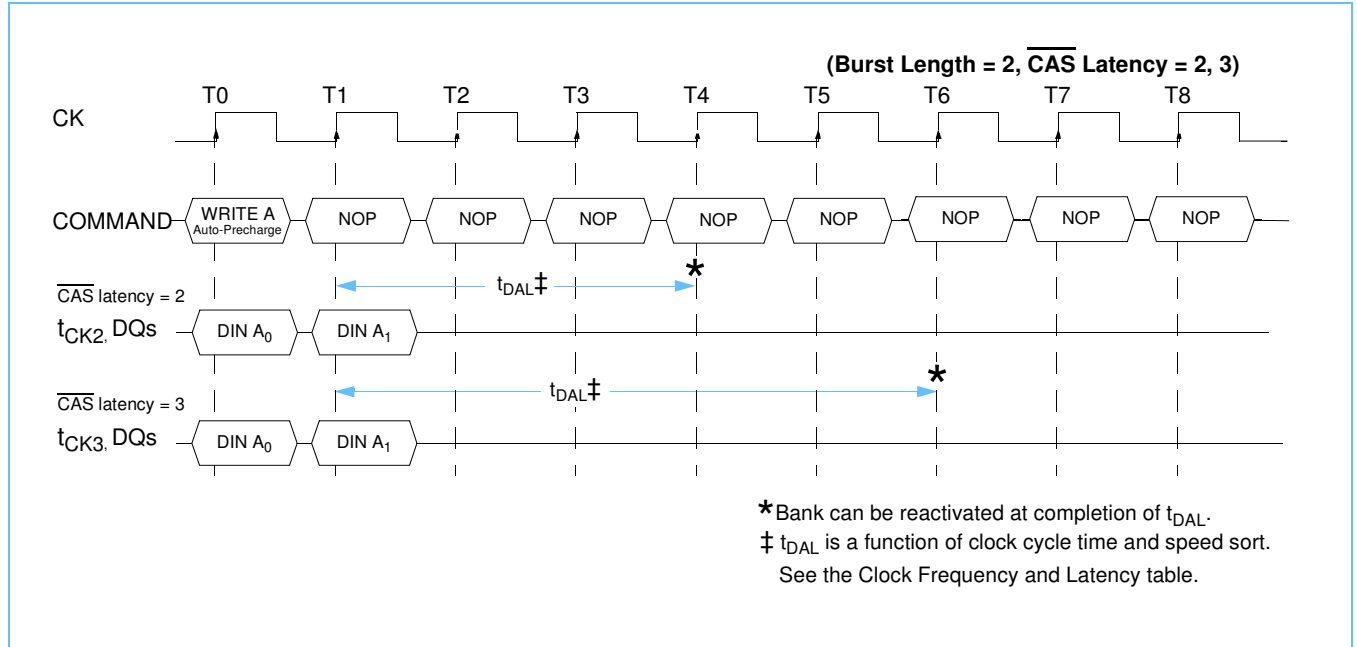 (Burst Length = 2, CAS Latency = 2, 3)
T0 T1 T2 T3 T4 T5 T6 T7 T8
CK
COMMAND WRITE A Auto-Precharge NOP NOP NOP NOP NOP NOP NOP NOP
*
tDAL‡
CAS latency = 2
tCK2, DQs DIN A0 DIN A1
*
tDAL‡
CAS latency = 3
tCK3, DQs DIN A0 DIN A1
*Bank can be reactivated at completion of tDAL.
‡ tDAL is a function of clock cycle time and speed sort.
See the Clock Frequency and Latency table.